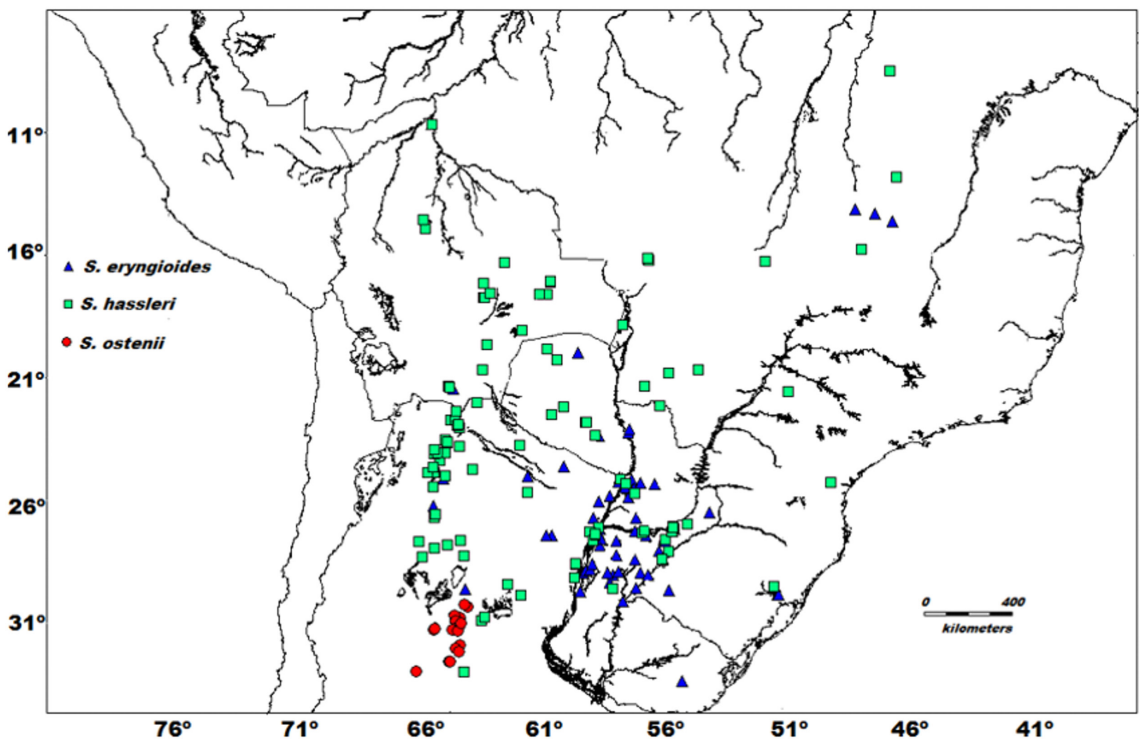 11°
16°
S. eryngioides
S. hassleri
S. ostenii
21°
26°
31°
0 400
kilometers
76° 71° 66° 61° 56° 51° 46° 41°